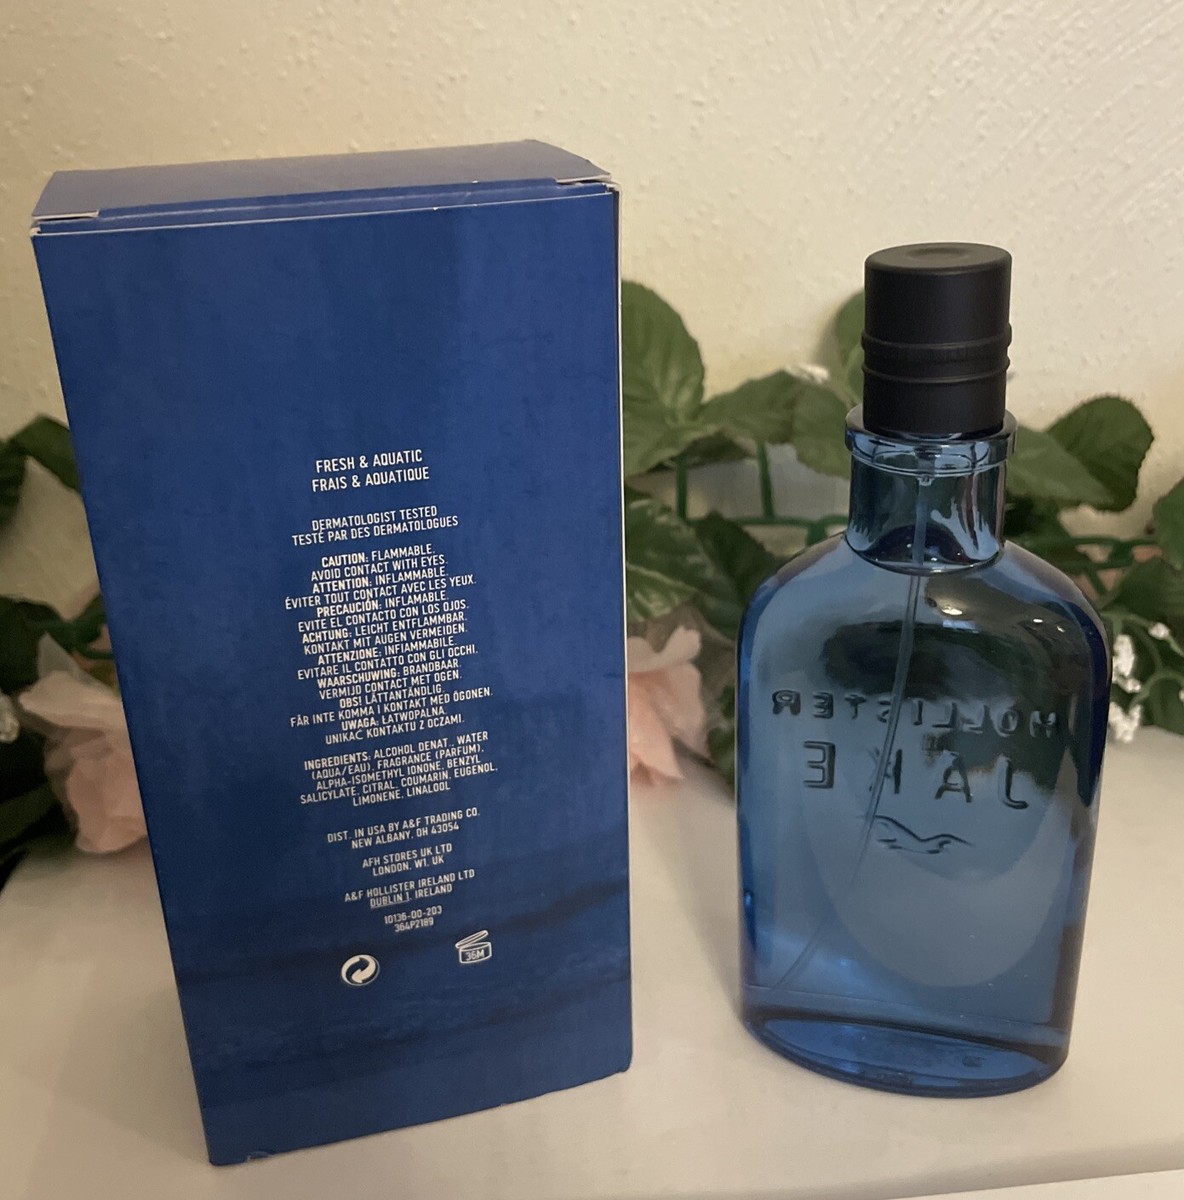 FRESH & AQUATIC
FRAIS & AQUATIQUE
DERMATOLOGIST TESTED
TESTÉ PAR DES DERMATOLOGUES
CAUTION: FLAMMABLE.
AVOID CONTACT WITH EYES.
ATTENTION: INFLAMMABLE.
ÉVITER TOUT CONTACT AVEC LES YEUX.
PRECAUCIÓN: INFLAMABLE.
EVITE EL CONTACTO CON LOS OJOS.
ACHTUNG: LEICHT ENTFLAMMBAR.
KONTAKT MIT AUGEN VERMEIDEN.
ATTENZIONE: INFIAMMABILE.
EVITARE IL CONTATTO CON GLI OCCHI.
WAARSCHUWING: BRANDBAAR.
VERMIJD CONTACT MET OGEN.
OBS! LÄTTANTÄNDLIG.
FÅR INTE KOMMA I KONTAKT MED ÖGONEN.
UWAGA: ŁATWOPALNA.
UNIKAĆ KONTAKTU Z OCZAMI.
INGREDIENTS: ALCOHOL DENAT., WATER
(AQUA/EAU), FRAGRANCE (PARFUM),
ALPHA-ISOMETHYL IONONE, BENZYL
SALICYLATE, CITRAL, COUMARIN, EUGENOL,
LIMONENE, LINALOOL
DIST. IN USA BY A&F TRADING CO.
NEW ALBANY, OH 43054
AFH STORES UK LTD
LONDON, W1, UK
A&F HOLLISTER IRELAND LTD
DUBLIN 1, IRELAND
10136-00-203
364P2189
36M
HOLLISTER
JAKE